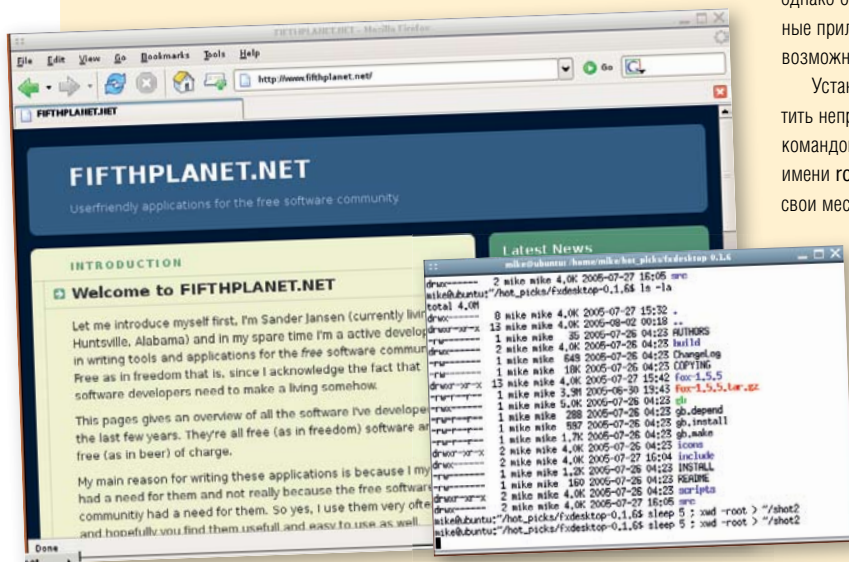 FIFTHPLANET.NET - Mozilla Firefox
File Edit View Go Bookmarks Tools Help
http://www.fifthplanet.net/
Go
FIFTHPLANET.NET
FIFTHPLANET.NET
Userfriendly applications for the free software community
INTRODUCTION
Welcome to FIFTHPLANET.NET
Let me introduce myself first, I'm Sander Jansen (currently livin
Huntsville, Alabama) and in my spare time I'm a active develop
in writing tools and applications for the free software commun
Free as in freedom that is, since I acknowledge the fact that
software developers need to make a living somehow.
This pages gives an overview of all the software I've develope
the last few years. They're all free (as in freedom) software an
free (as in beer) of charge.
My main reason for writing these applications is because I my
had a need for them and not really because the free software
communitiy had a need for them. So yes, I use them very ofte
and hopefully you find them usefull and easy to use as well.
Done
Latest News
mike@ubuntu: /home/mike/hot_picks/fxdesktop-0.1.6
drwx------ 2 mike mike 4.0K 2005-07-27 16:05 src
mike@ubuntu:~/hot_picks/fxdesktop-0.1.6$ ls -la
total 4.0M
drwx------ 8 mike mike 4.0K 2005-07-27 15:32 .
drwxr-xr-x 13 mike mike 4.0K 2005-08-02 00:18 ..
-rw------- 1 mike mike 35 2005-07-26 04:23 AUTHORS
drwx------ 2 mike mike 4.0K 2005-07-26 04:23 build
-rw------- 1 mike mike 649 2005-07-26 04:23 ChangeLog
-rw------- 1 mike mike 18K 2005-07-26 04:23 COPYING
drwxr-xr-x 13 mike mike 4.0K 2005-07-27 15:42 fox-1.5.5
-rw-r--r-- 1 mike mike 3.9M 2005-06-30 19:43 fox-1.5.5.tar.gz
-rwx------ 1 mike mike 5.0K 2005-07-26 04:23 gb
-rw-r--r-- 1 mike mike 288 2005-07-26 04:23 gb.depend
-rw-r--r-- 1 mike mike 597 2005-07-26 04:23 gb.install
-rw-r--r-- 1 mike mike 1.7K 2005-07-26 04:23 gb.make
drwxr-xr-x 2 mike mike 4.0K 2005-07-26 04:23 icons
drwx------ 2 mike mike 4.0K 2005-07-27 16:04 include
-rw------- 1 mike mike 1.2K 2005-07-26 04:23 INSTALL
-rw------- 1 mike mike 160 2005-07-26 04:23 README
drwxr-xr-x 2 mike mike 4.0K 2005-07-26 04:23 scripts
drwx------ 2 mike mike 4.0K 2005-07-27 16:05 src
mike@ubuntu:~/hot_picks/fxdesktop-0.1.6$ sleep 5 ; xwd -root > ~/shot2
mike@ubuntu:~/hot_picks/fxdesktop-0.1.6$ sleep 5 ; xwd -root > ~/shot2
ные прил
возможн
Устан
тить непр
командо
имени ro
свои мес